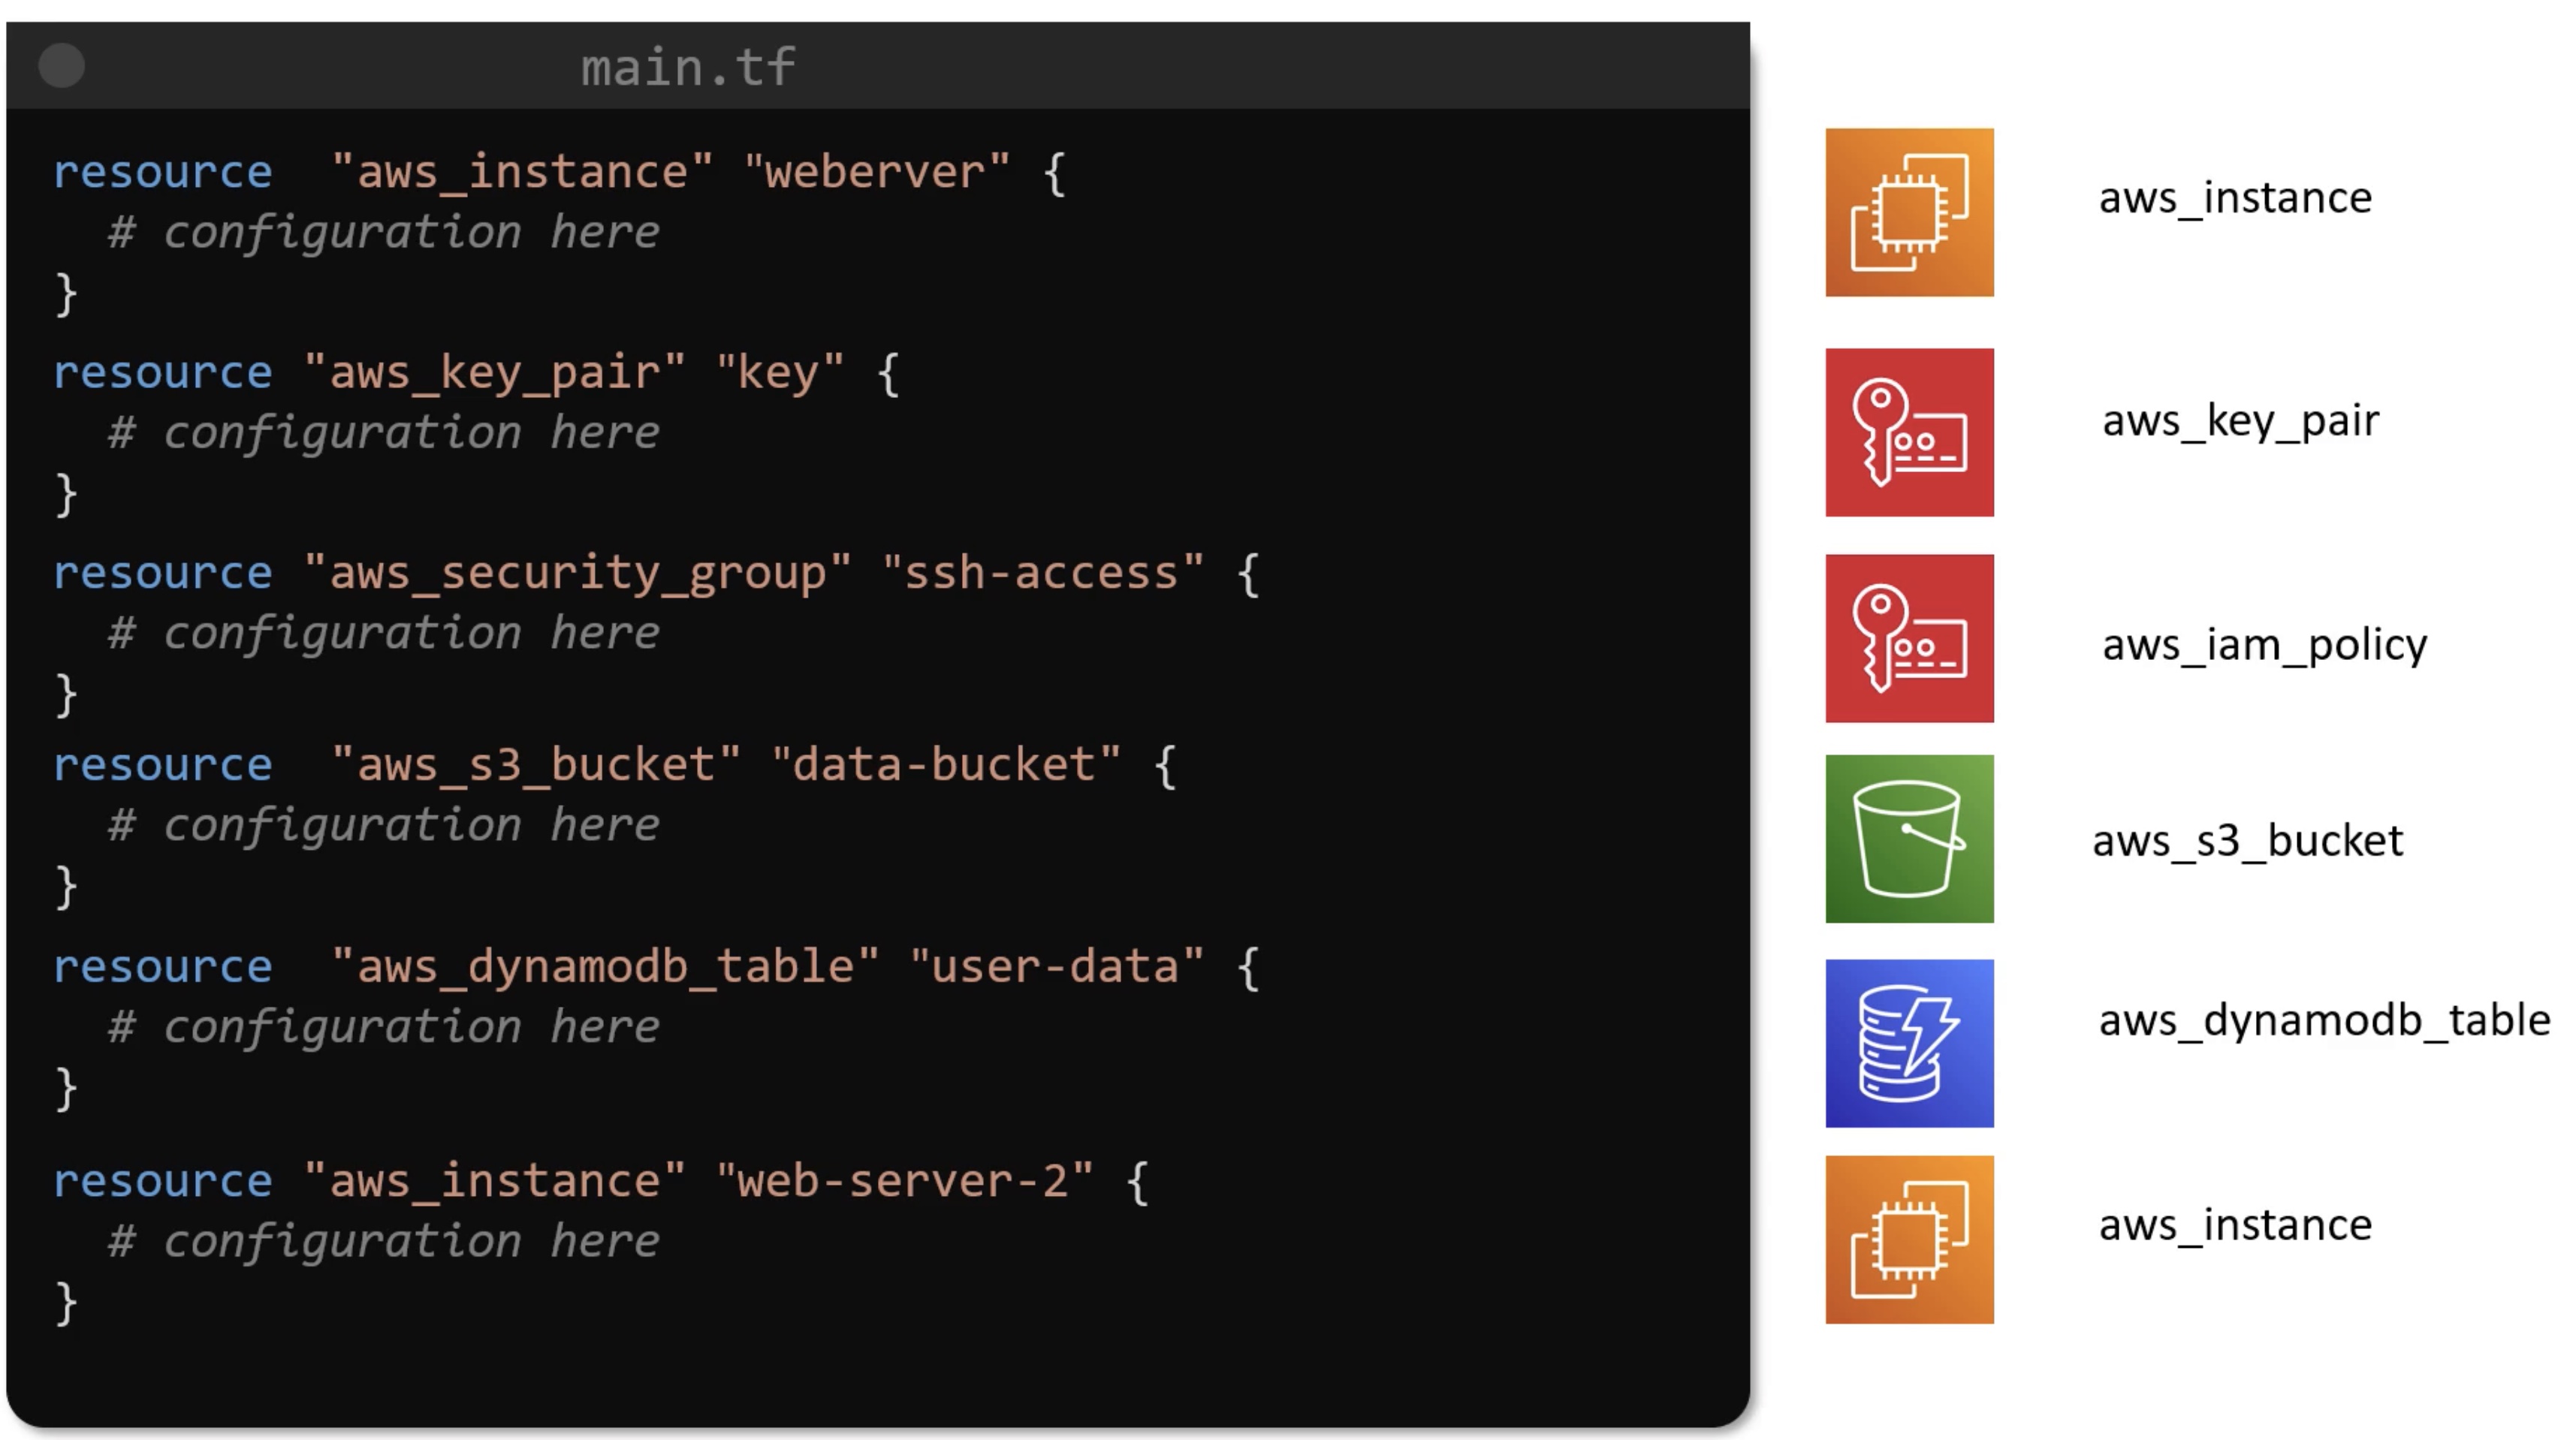 main.tf
resource  "aws_instance" "weberver" {
  # configuration here
}
resource "aws_key_pair" "key" {
  # configuration here
}
resource "aws_security_group" "ssh-access" {
  # configuration here
}
resource  "aws_s3_bucket" "data-bucket" {
  # configuration here
}
resource  "aws_dynamodb_table" "user-data" {
  # configuration here
}
resource "aws_instance" "web-server-2" {
  # configuration here
}
aws_instance
aws_key_pair
aws_iam_policy
aws_s3_bucket
aws_dynamodb_table
aws_instance